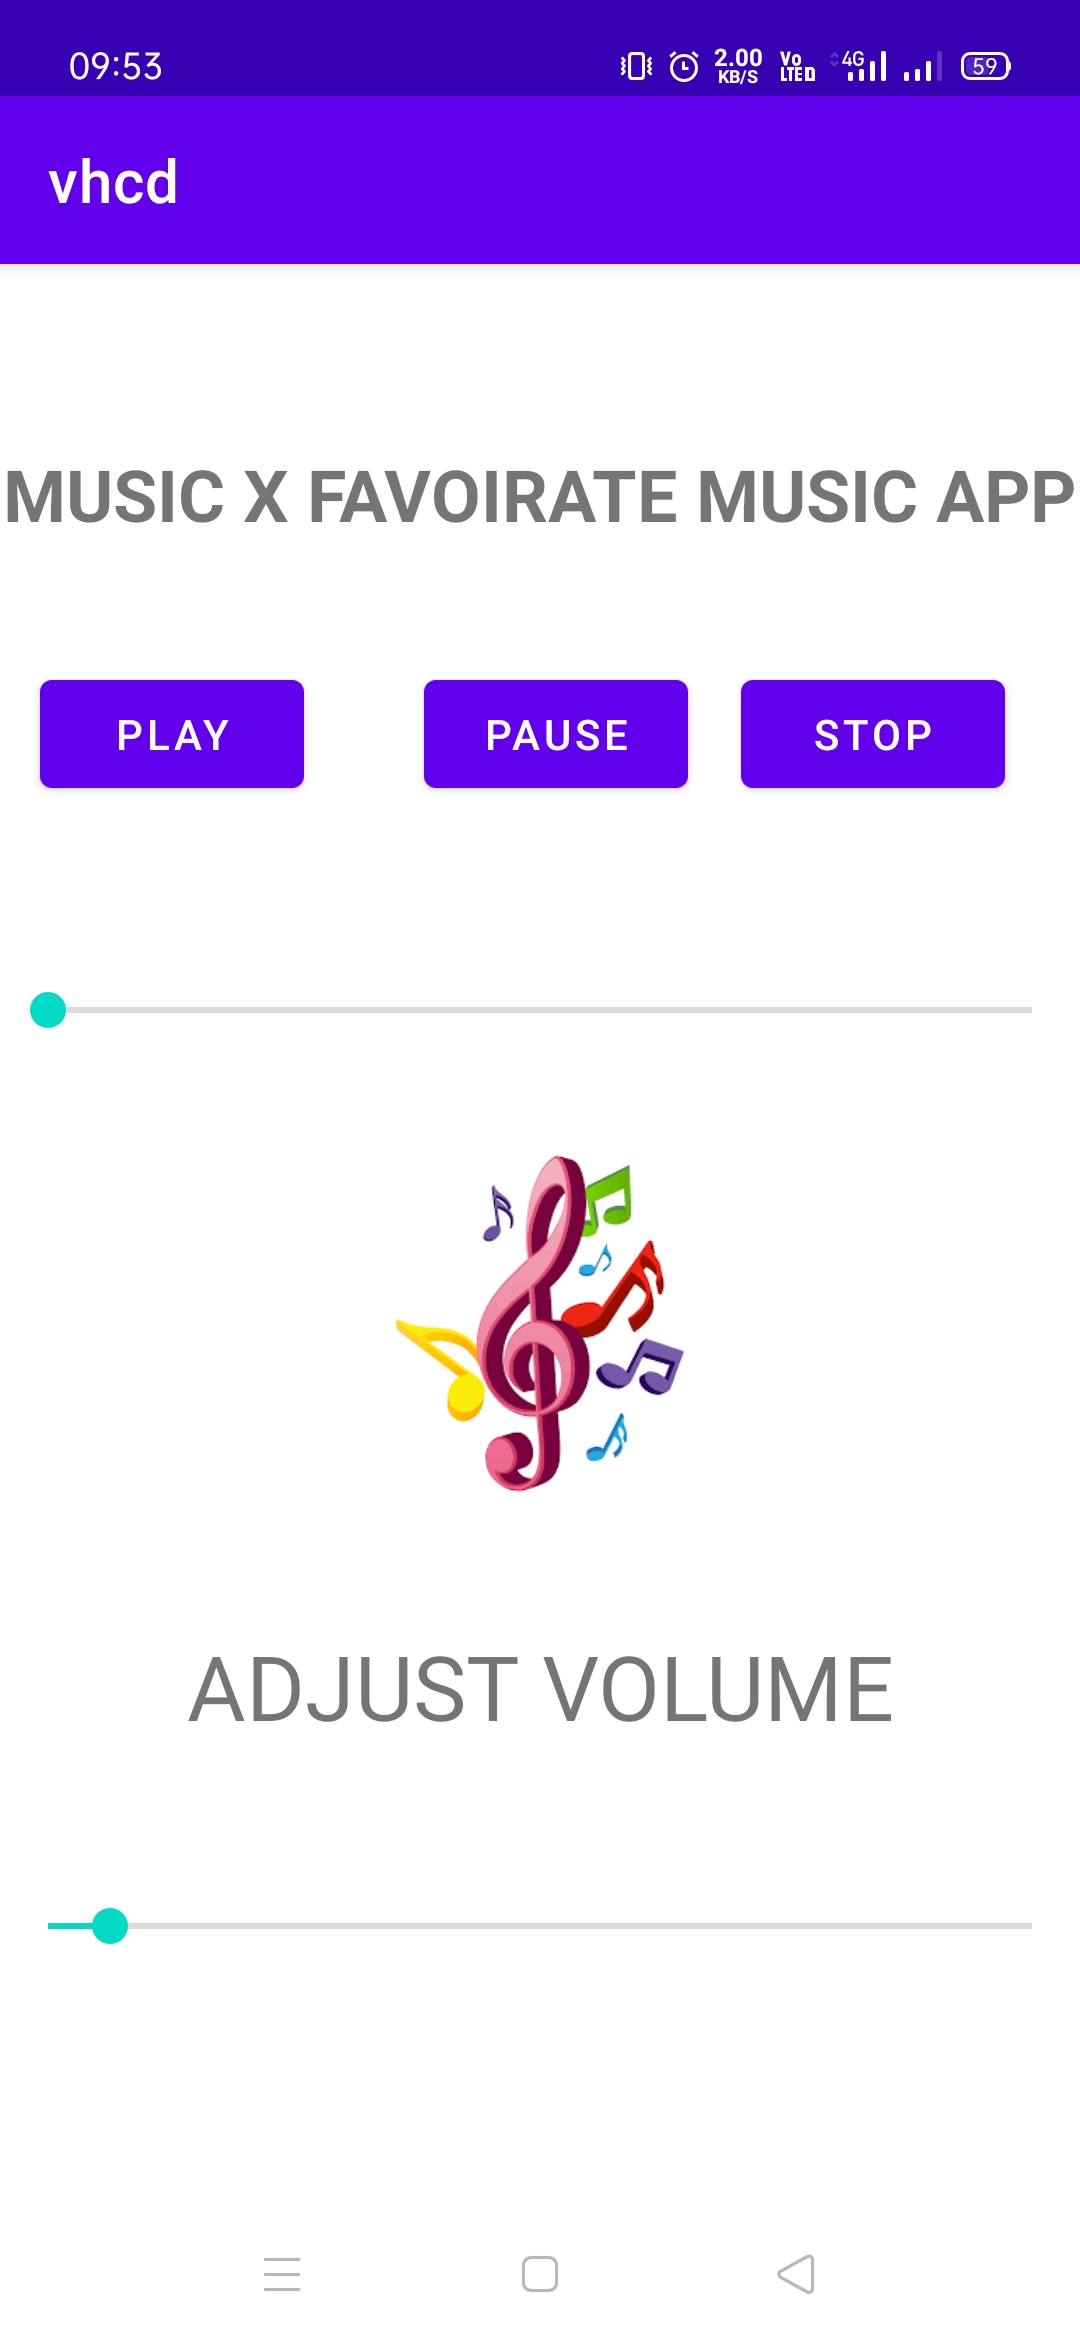 09:53 2.00 KB/S Vo LTE D 4G 59
vhcd
MUSIC X FAVOIRATE MUSIC APP
PLAY PAUSE STOP
ADJUST VOLUME